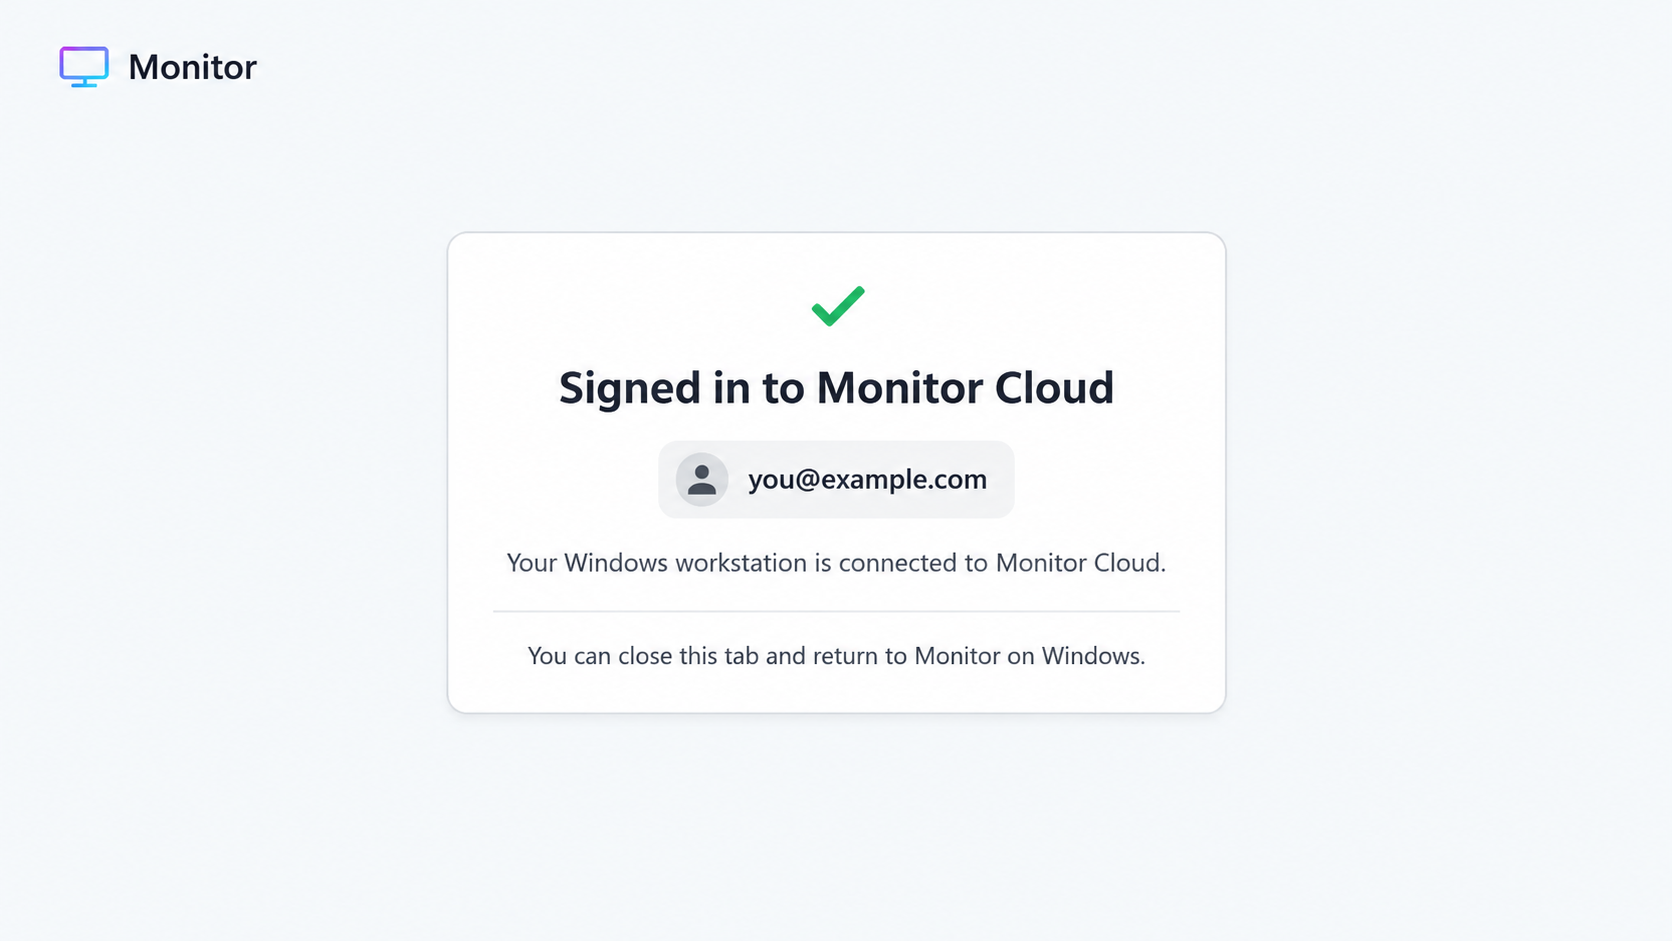 Monitor
Signed in to Monitor Cloud
you@example.com
Your Windows workstation is connected to Monitor Cloud.
You can close this tab and return to Monitor on Windows.